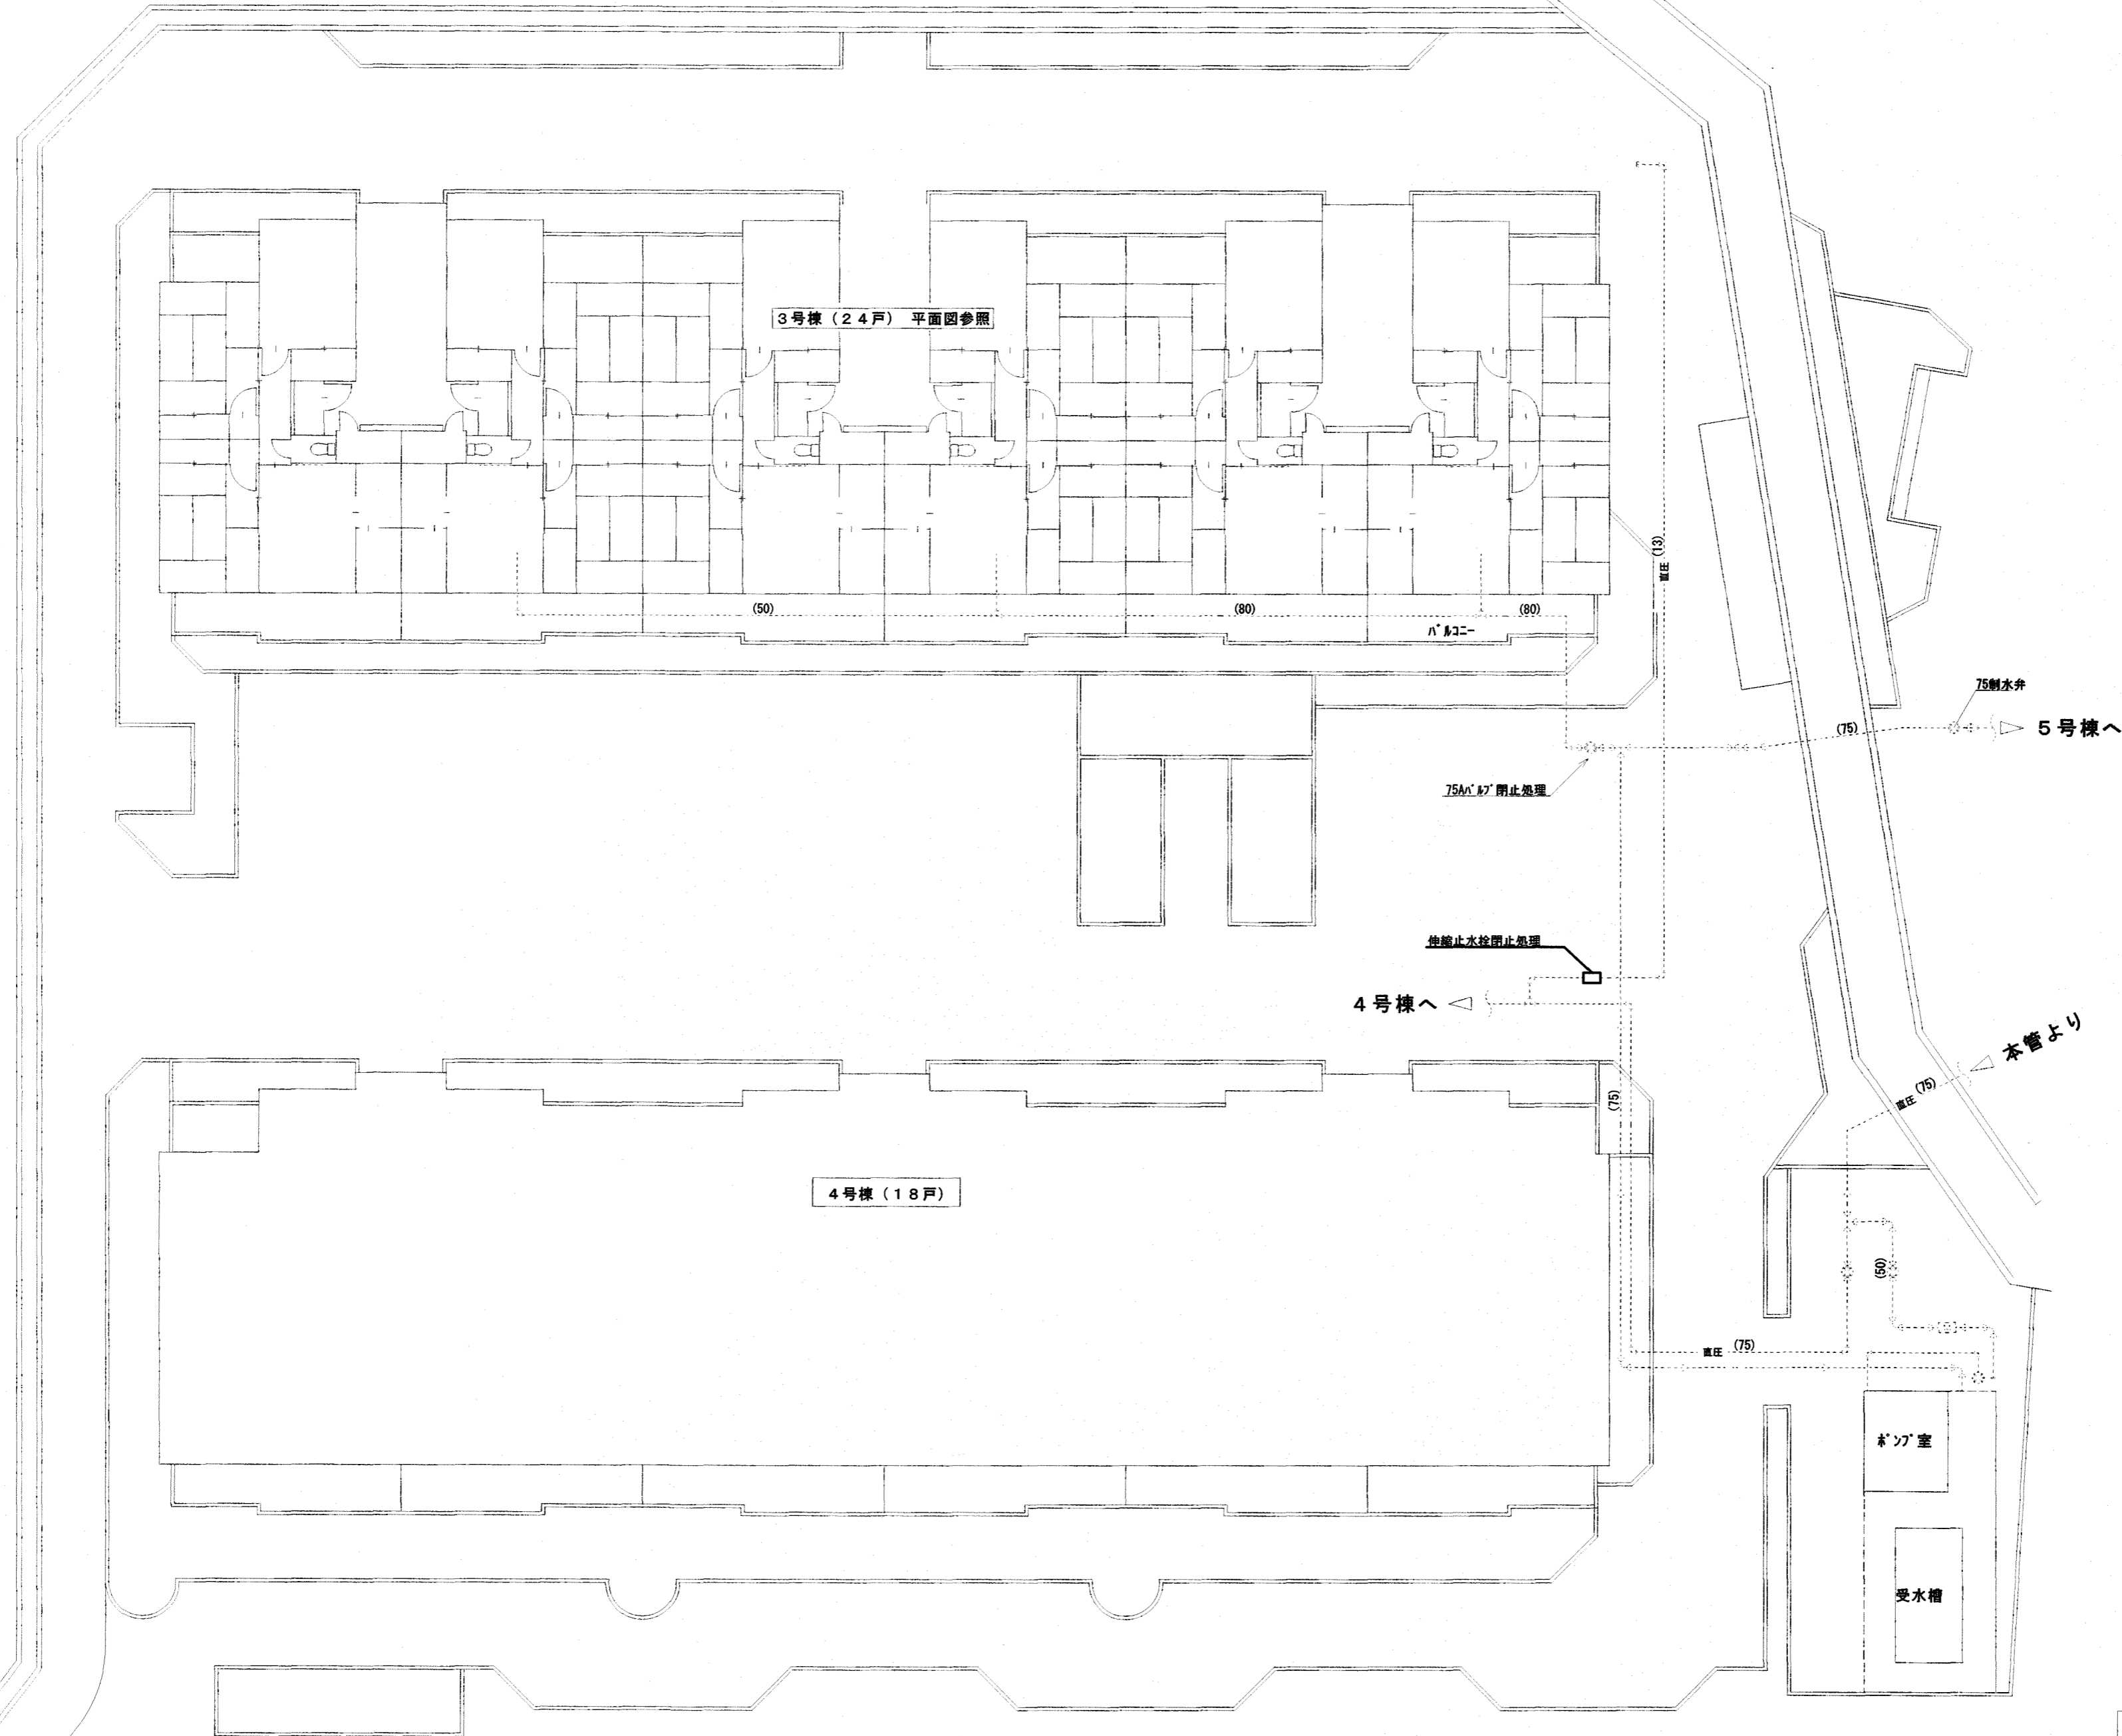 3号棟（24戸）　平面図参照
直圧 (13)
(50)
(80)
(80)
ﾊﾞﾙｺﾆｰ
75制水弁
(75)
5号棟へ
75Aﾊﾞﾙﾌﾞ閉止処理
伸縮止水栓閉止処理
4号棟へ
本管より
直圧 (75)
(75)
4号棟（18戸）
(50)
直圧 (75)
ﾎﾟﾝﾌﾟ室
受水槽